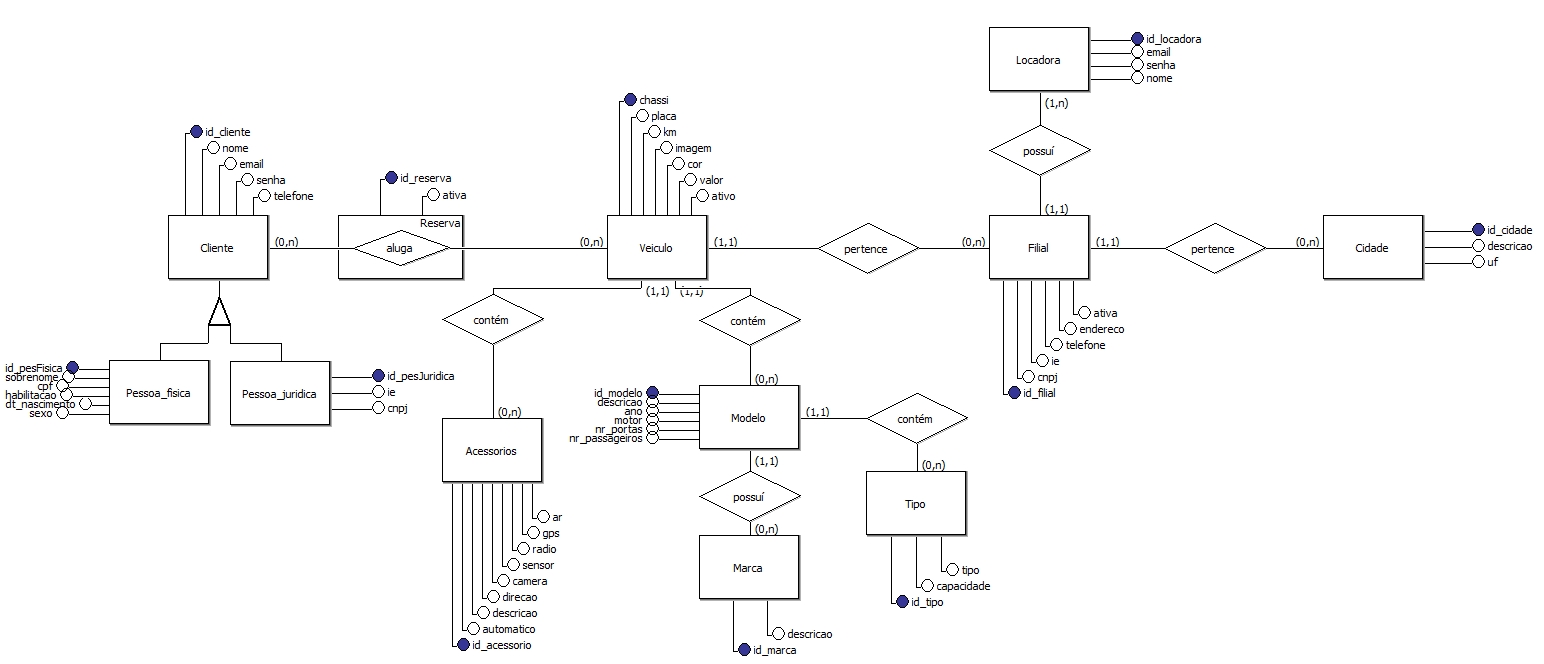 Locadora
id_locadora
email
senha
nome
(1,n)
possuí
(1,1)
chassi
placa
km
imagem
cor
valor
ativo
id_cliente
nome
email
senha
telefone
id_reserva
ativa
Reserva
Cliente
(0,n)
aluga
(0,n)
Veiculo
(1,1)
pertence
(0,n)
Filial
(1,1)
pertence
(0,n)
Cidade
id_cidade
descricao
uf
(1,1)
(1,1)
contém
contém
ativa
endereco
telefone
ie
cnpj
id_filial
id_pesFisica
sobrenome
cpf
habilitacao
dt_nascimento
sexo
Pessoa_fisica
Pessoa_juridica
id_pesJuridica
ie
cnpj
(0,n)
(0,n)
id_modelo
descricao
ano
motor
nr_portas
nr_passageiros
Modelo
(1,1)
contém
Acessorios
(1,1)
(0,n)
possuí
Tipo
(0,n)
ar
gps
radio
sensor
camera
direcao
descricao
automatico
id_acessorio
Marca
tipo
capacidade
id_tipo
descricao
id_marca